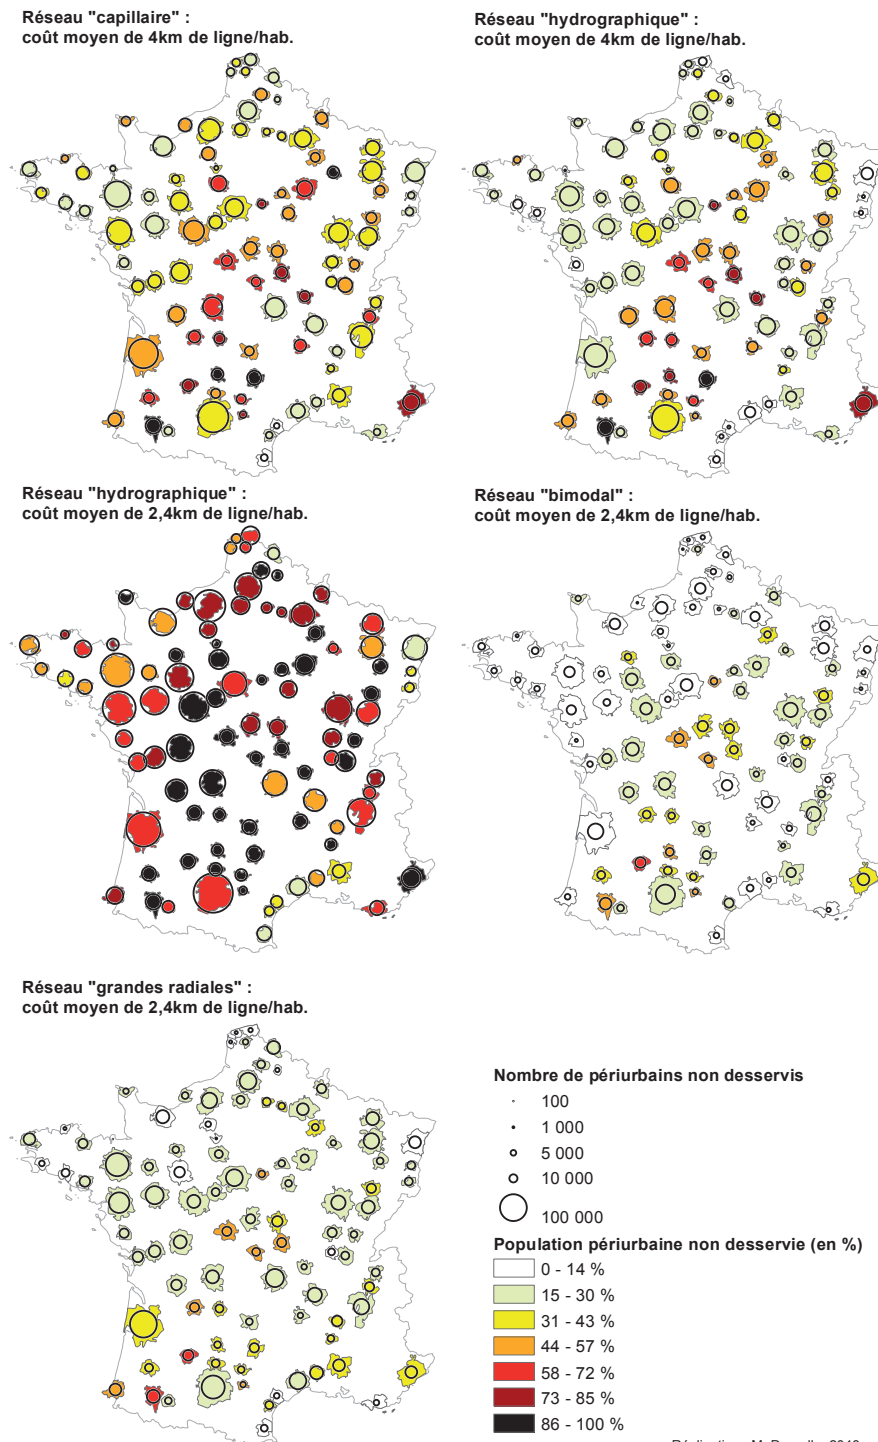 Réseau "capillaire" :
coût moyen de 4km de ligne/hab.
Réseau "hydrographique" :
coût moyen de 4km de ligne/hab.
Réseau "hydrographique" :
coût moyen de 2,4km de ligne/hab.
Réseau "bimodal" :
coût moyen de 2,4km de ligne/hab.
Réseau "grandes radiales" :
coût moyen de 2,4km de ligne/hab.
Nombre de périurbains non desservis
100
1 000
5 000
10 000
100 000
Population périurbaine non desservie (en %)
0 - 14 %
15 - 30 %
31 - 43 %
44 - 57 %
58 - 72 %
73 - 85 %
86 - 100 %